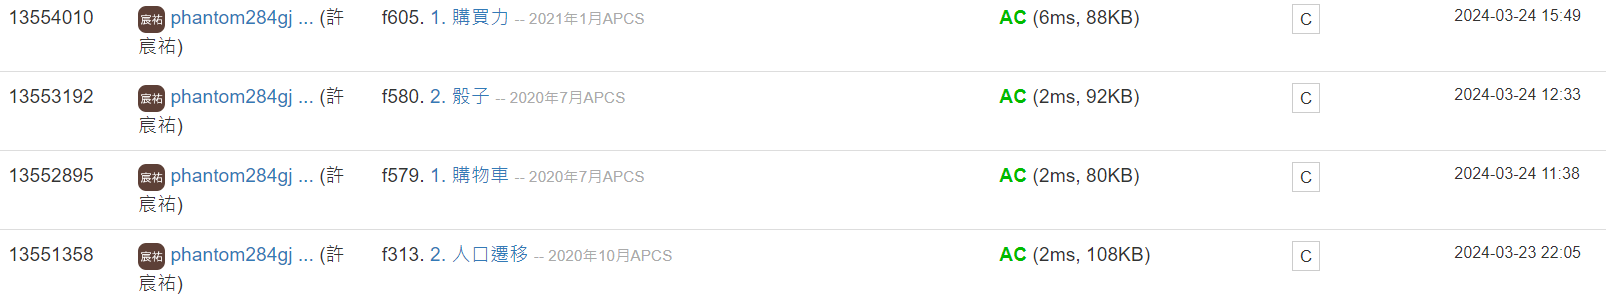 13554010 宸祐 phantom284gj ... (許 f605. 1. 購買力 -- 2021年1月APCS AC (6ms, 88KB) C 2024-03-24 15:49
宸祐)
13553192 宸祐 phantom284gj ... (許 f580. 2. 骰子 -- 2020年7月APCS AC (2ms, 92KB) C 2024-03-24 12:33
宸祐)
13552895 宸祐 phantom284gj ... (許 f579. 1. 購物車 -- 2020年7月APCS AC (2ms, 80KB) C 2024-03-24 11:38
宸祐)
13551358 宸祐 phantom284gj ... (許 f313. 2. 人口遷移 -- 2020年10月APCS AC (2ms, 108KB) C 2024-03-23 22:05
宸祐)